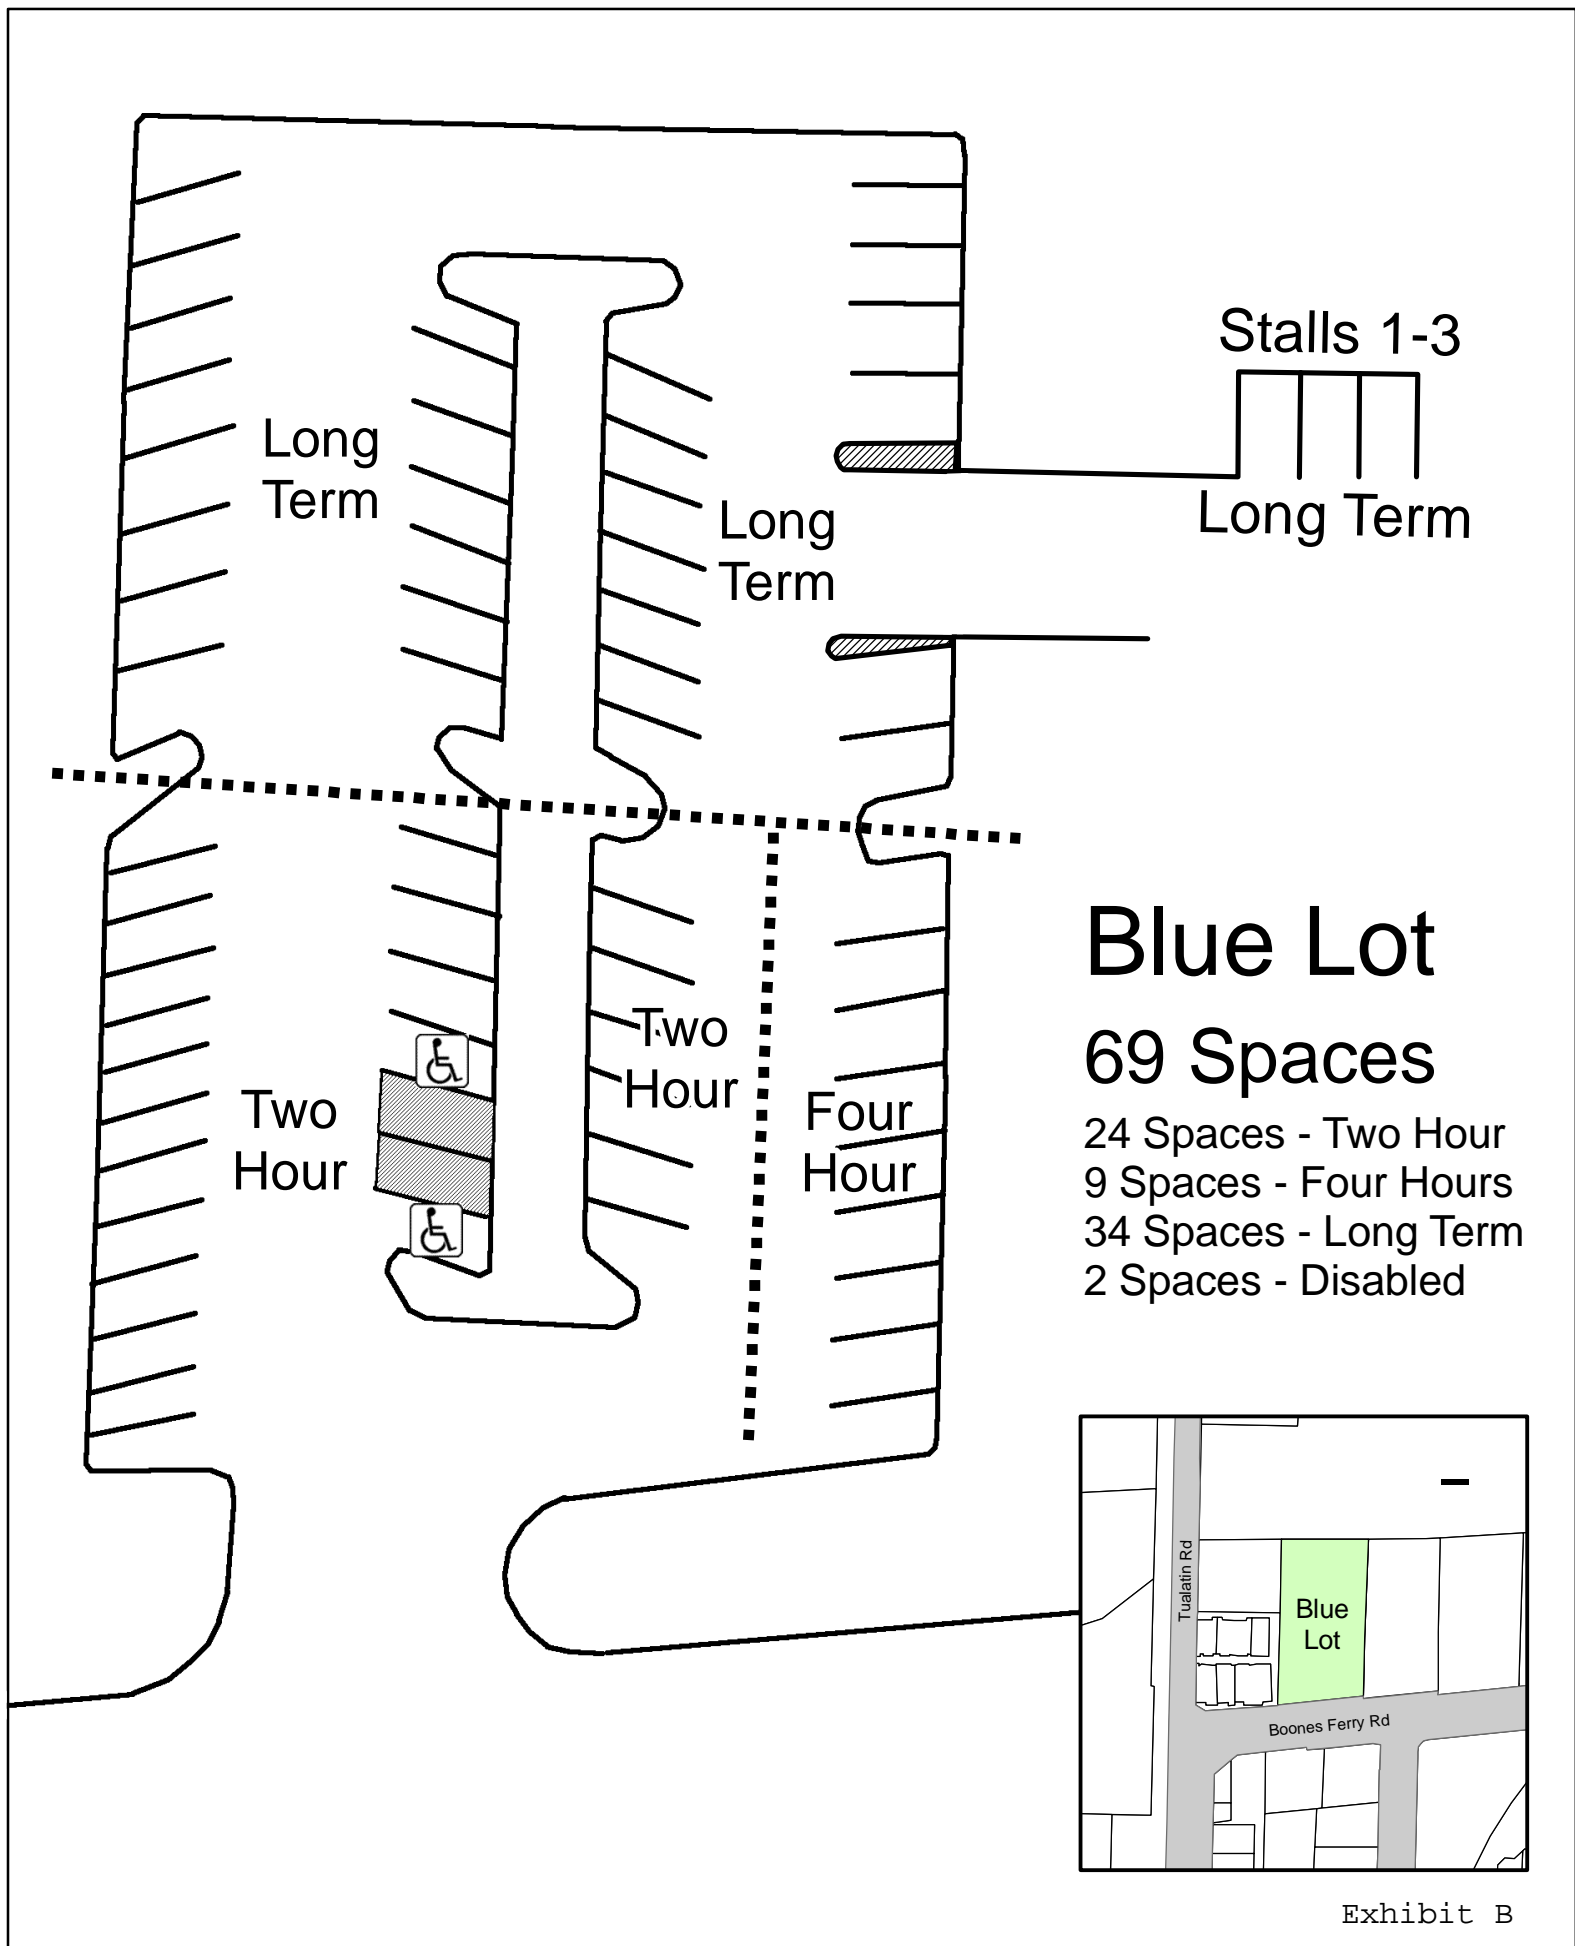 Stalls 1-3
Long Term
Long
Term
Long
Term
Two
Hour
Two
Hour
Four
Hour
Blue Lot
69 Spaces
24 Spaces - Two Hour
9 Spaces - Four Hours
34 Spaces - Long Term
2 Spaces - Disabled
Tualatin Rd
Blue
Lot
Boones Ferry Rd
Exhibit B